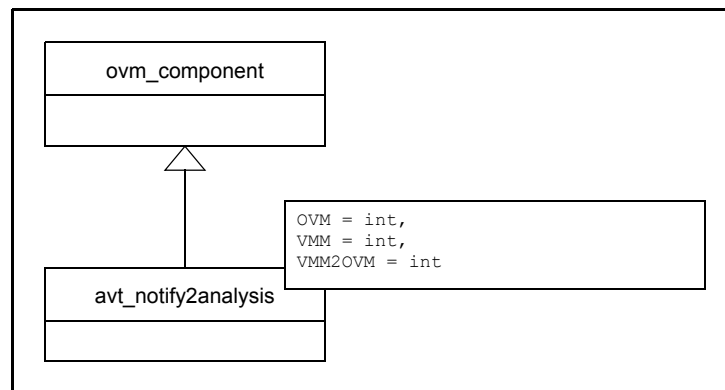 ovm_component
OVM = int,
VMM = int,
VMM2OVM = int
avt_notify2analysis